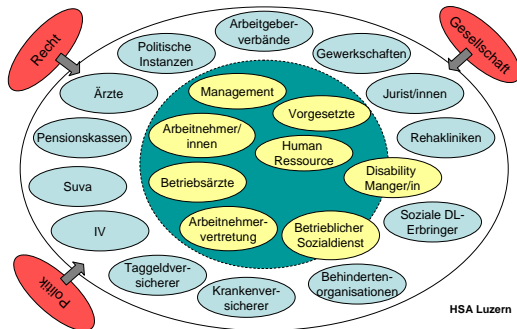 Arbeitgeber-
verbände
Recht
Gesellschaft
Politische
Instanzen
Gewerkschaften
Ärzte
Management
Jurist/innen
Vorgesetzte
Pensionskassen
Arbeitnehmer/
innen
Human
Ressource
Rehakliniken
Suva
Betriebsärzte
Disability
Manger/in
IV
Arbeitnehmer-
vertretung
Betrieblicher
Sozialdienst
Soziale DL-
Erbringer
Politik
Taggeldver-
sicherer
Krankenver-
sicherer
Behinderten-
organisationen
HSA Luzern